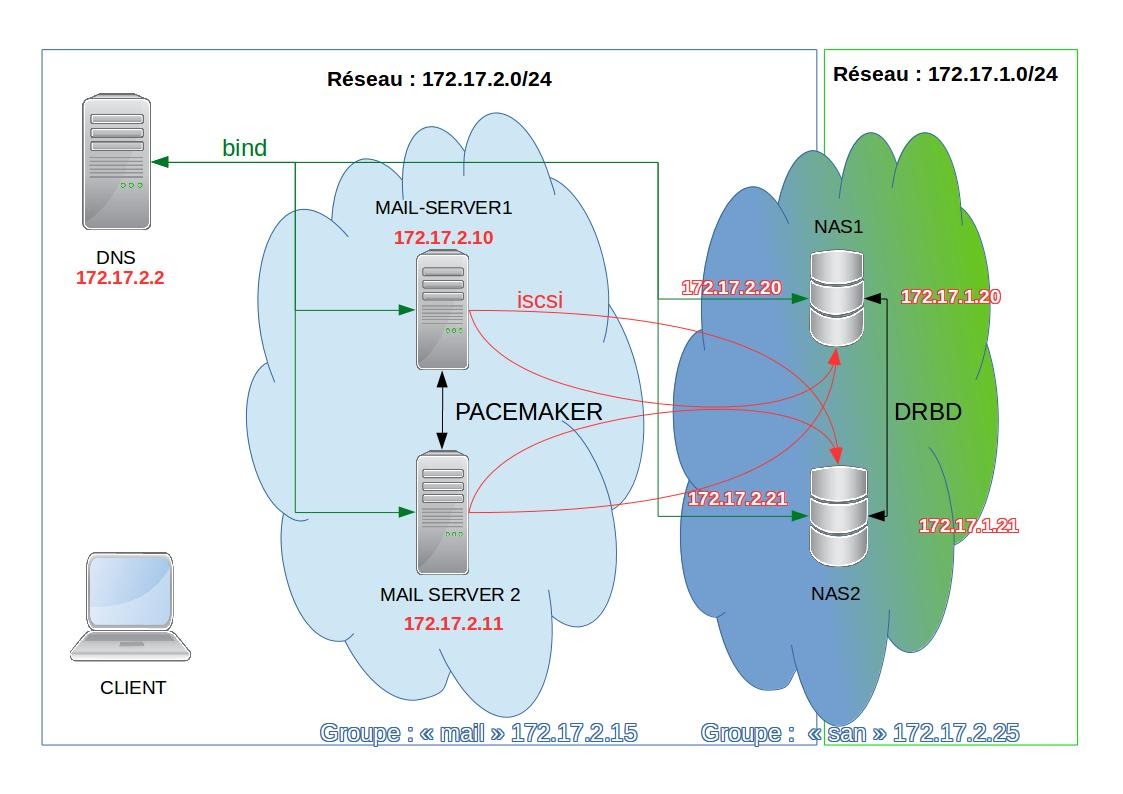 Réseau : 172.17.2.0/24
Réseau : 172.17.1.0/24
bind
DNS
172.17.2.2
MAIL-SERVER1
172.17.2.10
iscsi
NAS1
172.17.2.20
172.17.1.20
PACEMAKER
DRBD
172.17.2.21
172.17.1.21
MAIL SERVER 2
172.17.2.11
NAS2
CLIENT
Groupe : « mail » 172.17.2.15
Groupe : « san » 172.17.2.25